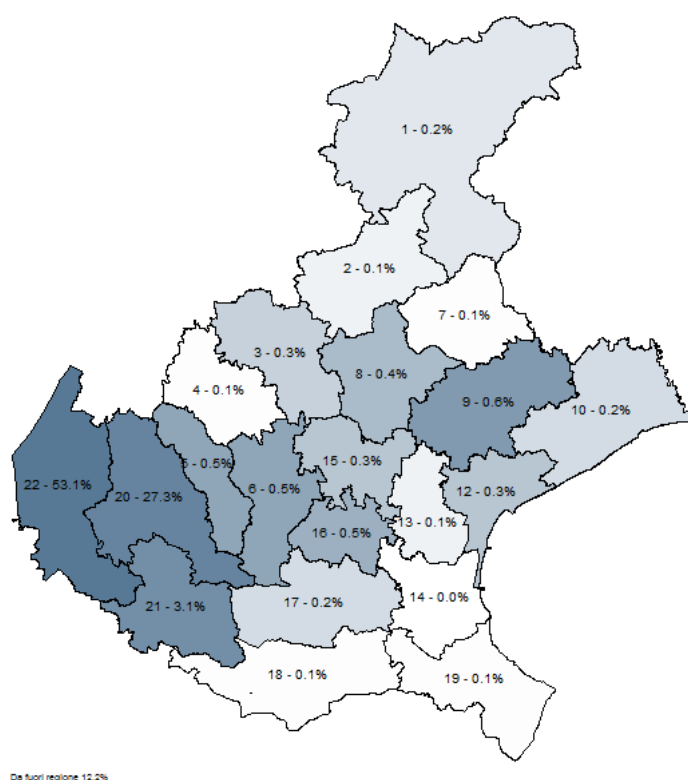 1 - 0.2%
2 - 0.1%
7 - 0.1%
3 - 0.3%
8 - 0.4%
4 - 0.1%
9 - 0.6%
10 - 0.2%
5 - 0.5%
15 - 0.3%
22 - 53.1%
20 - 27.3%
6 - 0.5%
12 - 0.3%
13 - 0.1%
16 - 0.5%
14 - 0.0%
21 - 3.1%
17 - 0.2%
18 - 0.1%
19 - 0.1%
Da fuori regione 12.2%